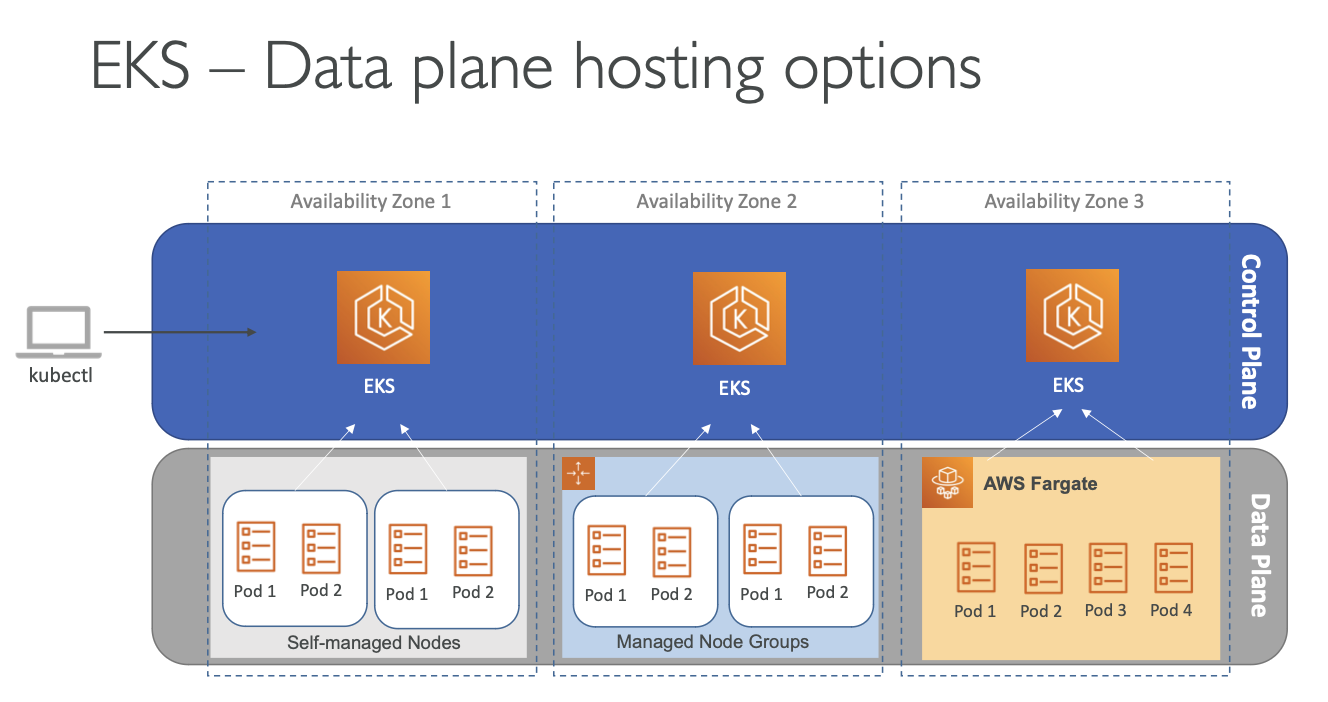 EKS – Data plane hosting options
Availability Zone 1
Availability Zone 2
Availability Zone 3
kubectl
EKS
EKS
EKS
Control Plane
AWS Fargate
Pod 1
Pod 2
Pod 1
Pod 2
Pod 1
Pod 2
Pod 1
Pod 2
Pod 1
Pod 2
Pod 3
Pod 4
Self-managed Nodes
Managed Node Groups
Data Plane